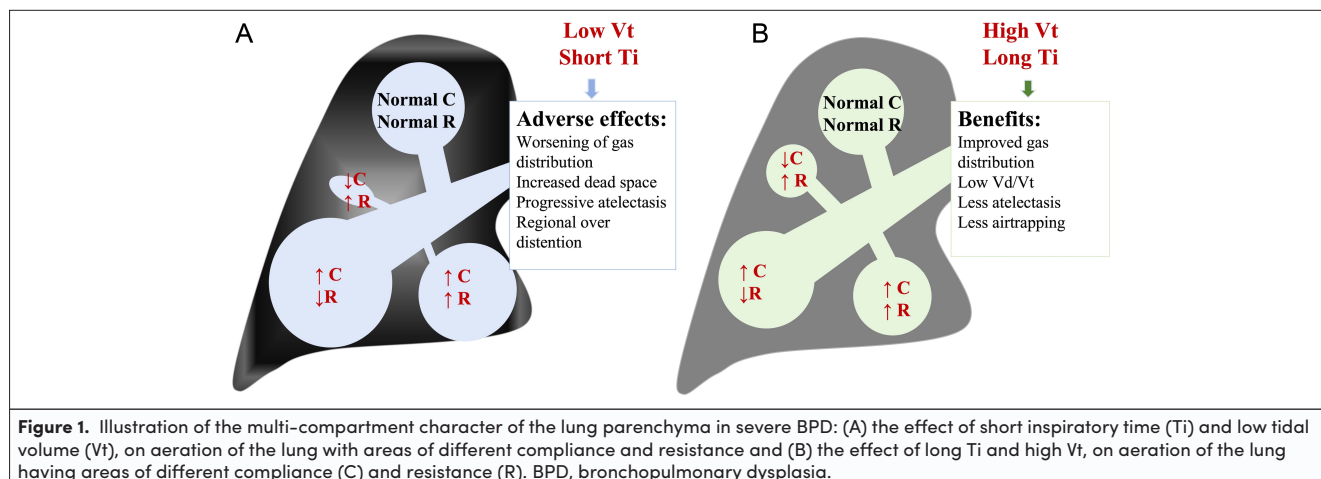 A
Low Vt
Short Ti
Normal C
Normal R
↓C
↑ R
↑ C
↓R
↑ C
↑ R
Adverse effects:
Worsening of gas
distribution
Increased dead space
Progressive atelectasis
Regional over
distention
B
High Vt
Long Ti
Normal C
Normal R
↓C
↑ R
↑ C
↓R
↑ C
↑ R
Benefits:
Improved gas
distribution
Low Vd/Vt
Less atelectasis
Less airtrapping
Figure 1. Illustration of the multi-compartment character of the lung parenchyma in severe BPD: (A) the effect of short inspiratory time (Ti) and low tidal
volume (Vt), on aeration of the lung with areas of different compliance and resistance and (B) the effect of long Ti and high Vt, on aeration of the lung
having areas of different compliance (C) and resistance (R). BPD, bronchopulmonary dysplasia.